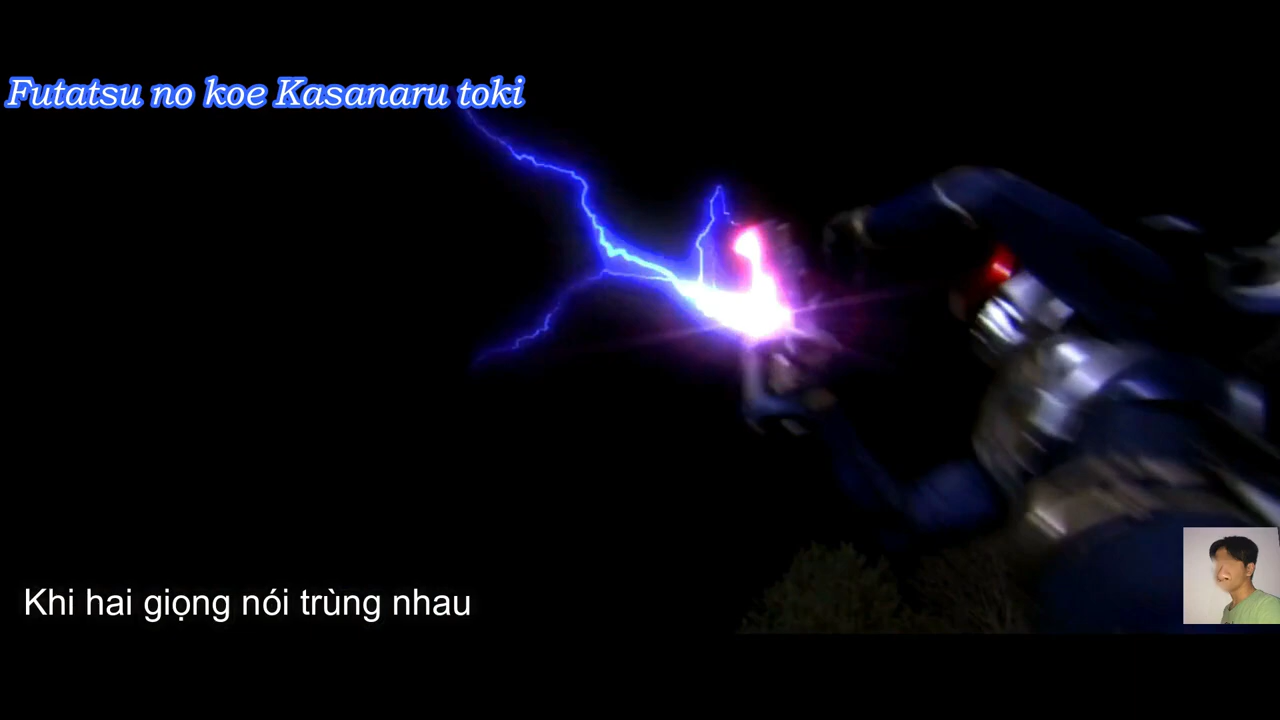 Futatsu no koe Kasanaru toki
Khi hai giọng nói trùng nhau